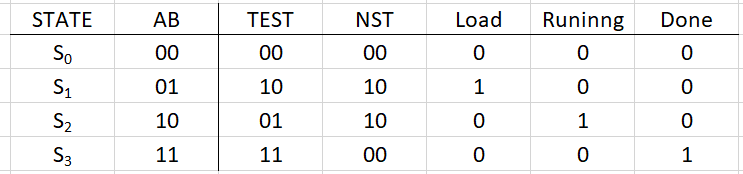 STATE AB TEST NST Load Runinng Done
S₀ 00 00 00 0 0 0
S₁ 01 10 10 1 0 0
S₂ 10 01 10 0 1 0
S₃ 11 11 00 0 0 1